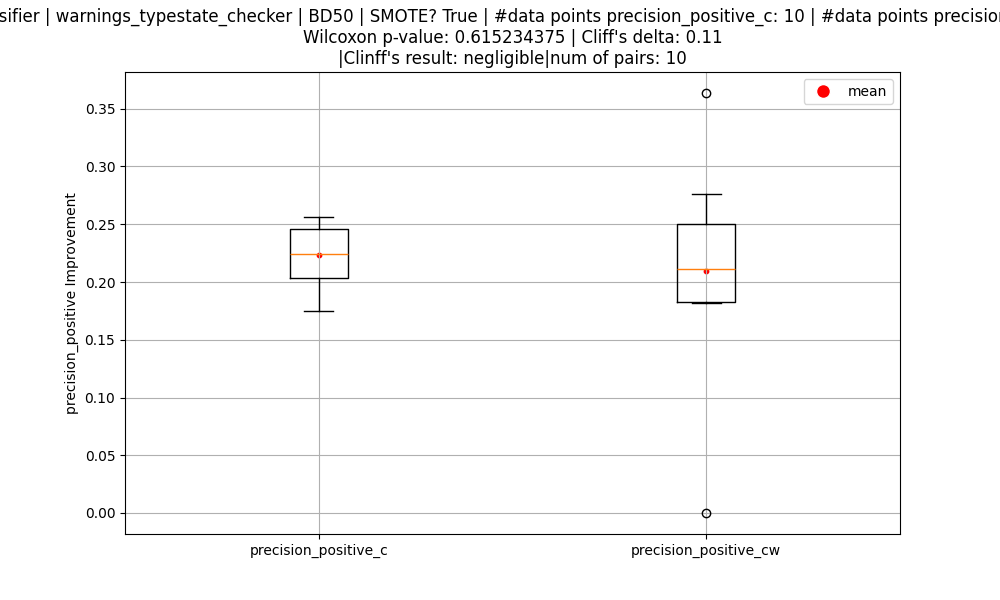 | warnings_typestate_checker | BD50 | SMOTE? True | #data points precision_positive_c: 10 | #data points
Wilcoxon p-value: 0.615234375 | Cliff's delta: 0.11
|Clinff's result: negligible|num of pairs: 10
mean
0.35
0.30
0.25
0.20
0.15
0.10
0.05
0.00
precision_positive Improvement
precision_positive_c
precision_positive_cw